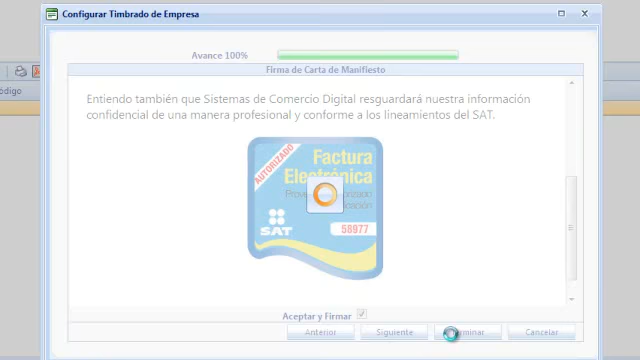 Configurar Timbrado de Empresa
Avance 100%
Firma de Carta de Manifiesto
Entiendo también que Sistemas de Comercio Digital resguardará nuestra información
confidencial de una manera profesional y conforme a los lineamientos del SAT.
AUTORIZADO
Factura
Electrónica
SAT
58977
Aceptar y Firmar
Anterior
Siguiente
Cancelar